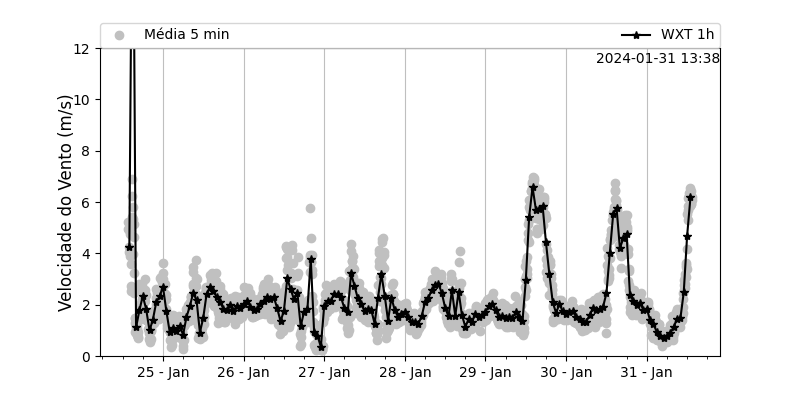 Média 5 min WXT 1h
2024-01-31 13:38
Velocidade do Vento (m/s)
12
10
8
6
4
2
0
25 - Jan 26 - Jan 27 - Jan 28 - Jan 29 - Jan 30 - Jan 31 - Jan